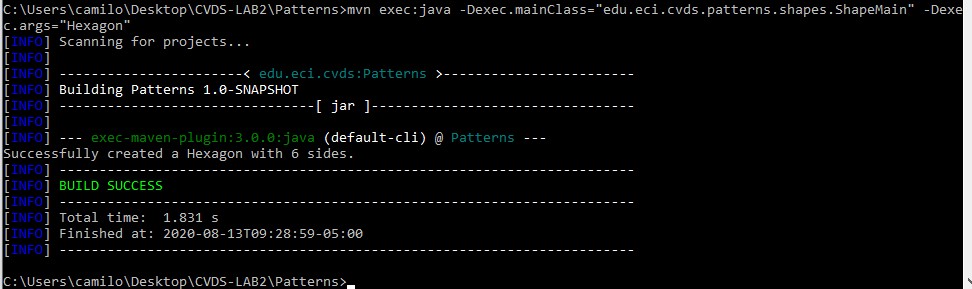 C:\Users\camilo\Desktop\CVDS-LAB2\Patterns>mvn exec:java -Dexec.mainClass="edu.eci.cvds.patterns.shapes.ShapeMain" -Dexe
c.args="Hexagon"
[INFO] Scanning for projects...
[INFO]
[INFO] -----------------------< edu.eci.cvds:Patterns >------------------------
[INFO] Building Patterns 1.0-SNAPSHOT
[INFO] --------------------------------[ jar ]---------------------------------
[INFO]
[INFO] --- exec-maven-plugin:3.0.0:java (default-cli) @ Patterns ---
Successfully created a Hexagon with 6 sides.
[INFO] ------------------------------------------------------------------------
[INFO] BUILD SUCCESS
[INFO] ------------------------------------------------------------------------
[INFO] Total time:  1.831 s
[INFO] Finished at: 2020-08-13T09:28:59-05:00
[INFO] ------------------------------------------------------------------------
C:\Users\camilo\Desktop\CVDS-LAB2\Patterns>